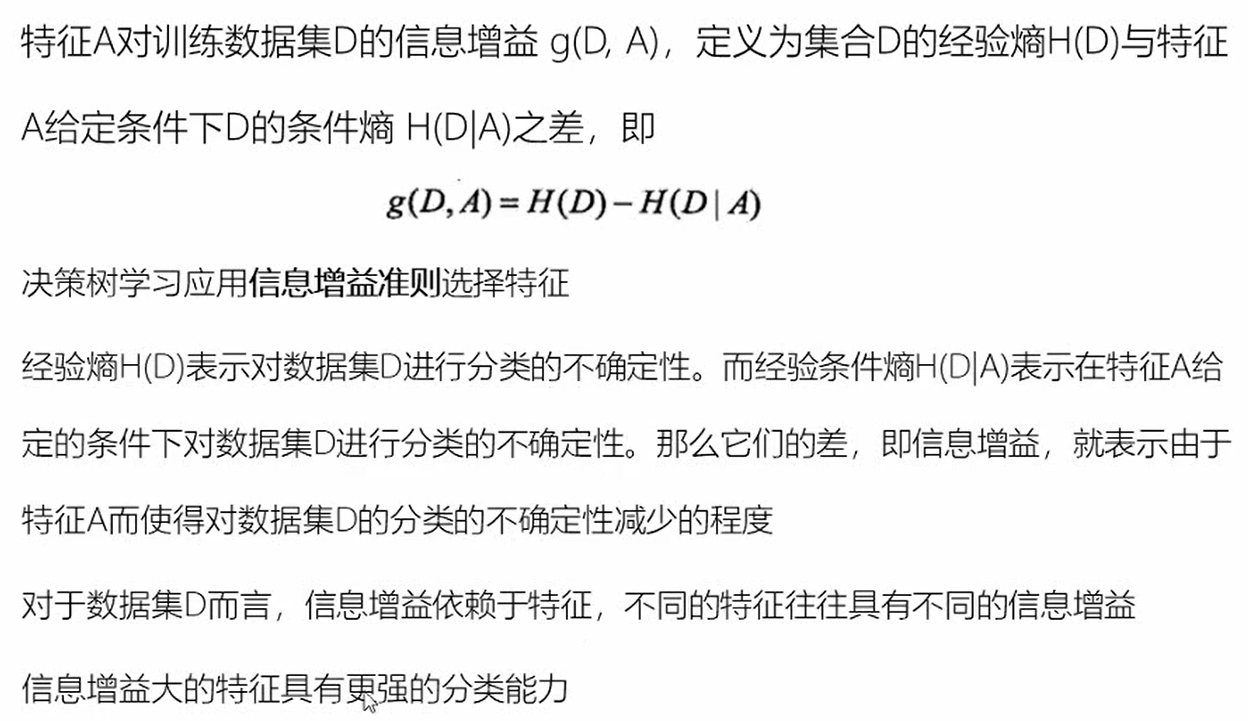 特征A对训练数据集D的信息增益 g(D, A)，定义为集合D的经验熵H(D)与特征
A给定条件下D的条件熵 H(D|A)之差，即
g(D, A) = H(D) − H(D | A)
决策树学习应用信息增益准则选择特征
经验熵H(D)表示对数据集D进行分类的不确定性。而经验条件熵H(D|A)表示在特征A给
定的条件下对数据集D进行分类的不确定性。那么它们的差，即信息增益，就表示由于
特征A而使得对数据集D的分类的不确定性减少的程度
对于数据集D而言，信息增益依赖于特征，不同的特征往往具有不同的信息增益
信息增益大的特征具有更强的分类能力